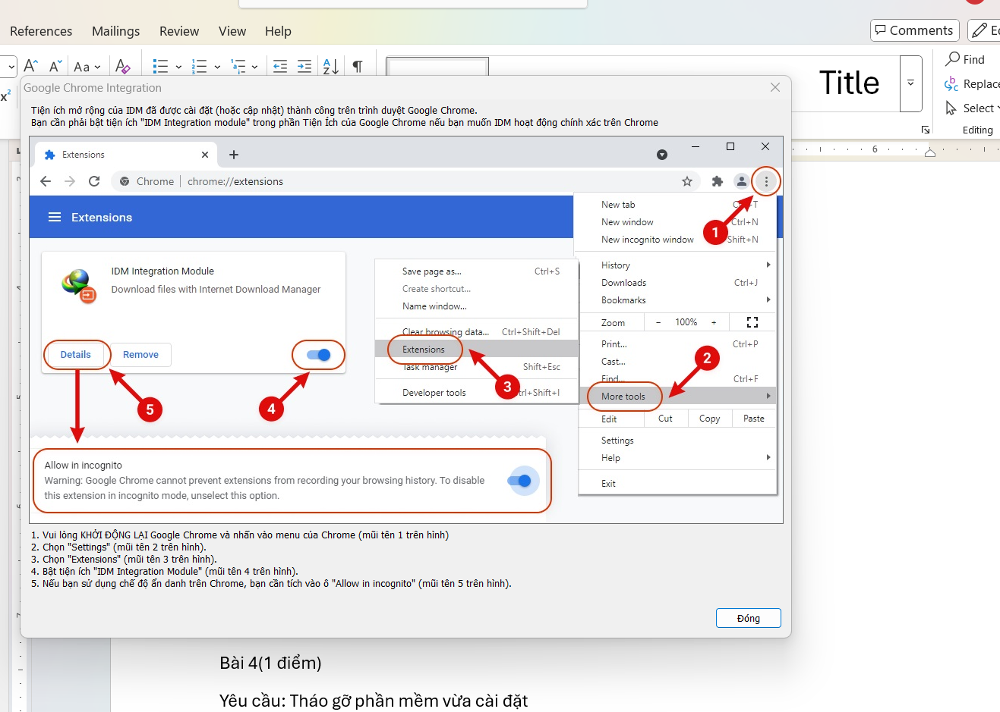 References Mailings Review View Help
Comments
Aa
Title
Find
Replace
Select
Editing
6
Google Chrome Integration
Tiện ích mở rộng của IDM đã được cài đặt (hoặc cập nhật) thành công trên trình duyệt Google Chrome.
Bạn cần phải bật tiện ích "IDM Integration module" trong phần Tiện Ích của Google Chrome nếu bạn muốn IDM hoạt động chính xác trên Chrome
Extensions
Chrome | chrome://extensions
Extensions
1
New tab
New window Ctrl+N
New incognito window Shift+N
History
Downloads Ctrl+J
Bookmarks
Zoom - 100% +
Print... Ctrl+P
Cast...
Find... Ctrl+F
2
More tools
Edit Cut Copy Paste
Settings
Help
Exit
Save page as... Ctrl+S
Create shortcut...
Name window...
Clear browsing data... Ctrl+Shift+Del
Extensions
Task manager Shift+Esc
3
Developer tools Ctrl+Shift+I
IDM Integration Module
Download files with Internet Download Manager
Details Remove
5
4
Allow in incognito
Warning: Google Chrome cannot prevent extensions from recording your browsing history. To disable
this extension in incognito mode, unselect this option.
1. Vui lòng KHỞI ĐỘNG LẠI Google Chrome và nhấn vào menu của Chrome (mũi tên 1 trên hình)
2. Chọn "Settings" (mũi tên 2 trên hình).
3. Chọn "Extensions" (mũi tên 3 trên hình).
4. Bật tiện ích "IDM Integration Module" (mũi tên 4 trên hình).
5. Nếu bạn sử dụng chế độ ẩn danh trên Chrome, bạn cần tích vào ô "Allow in incognito" (mũi tên 5 trên hình).
Đóng
Bài 4(1 điểm)
Yêu cầu: Tháo gỡ phần mềm vừa cài đặt